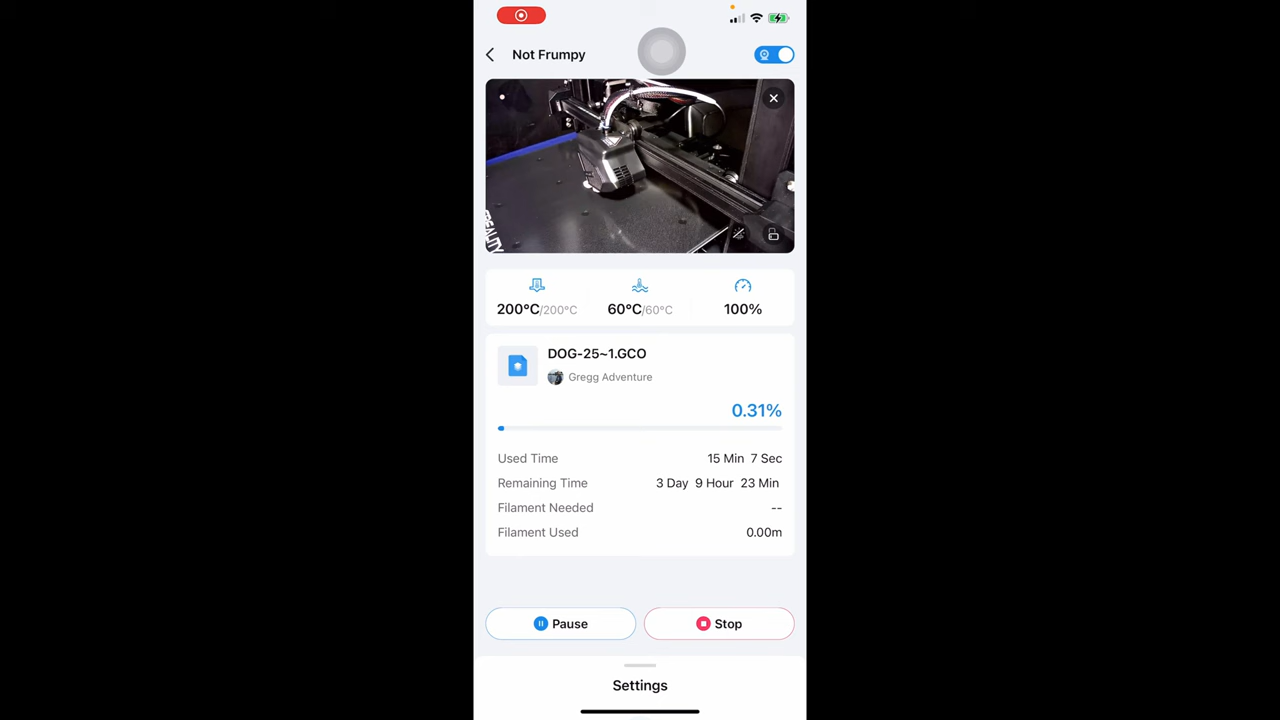 Not Frumpy
REALITY
200°C/200°C 60°C/60°C 100%
DOG-25~1.GCO
Gregg Adventure
0.31%
Used Time 15 Min 7 Sec
Remaining Time 3 Day 9 Hour 23 Min
Filament Needed --
Filament Used 0.00m
Pause Stop
Settings